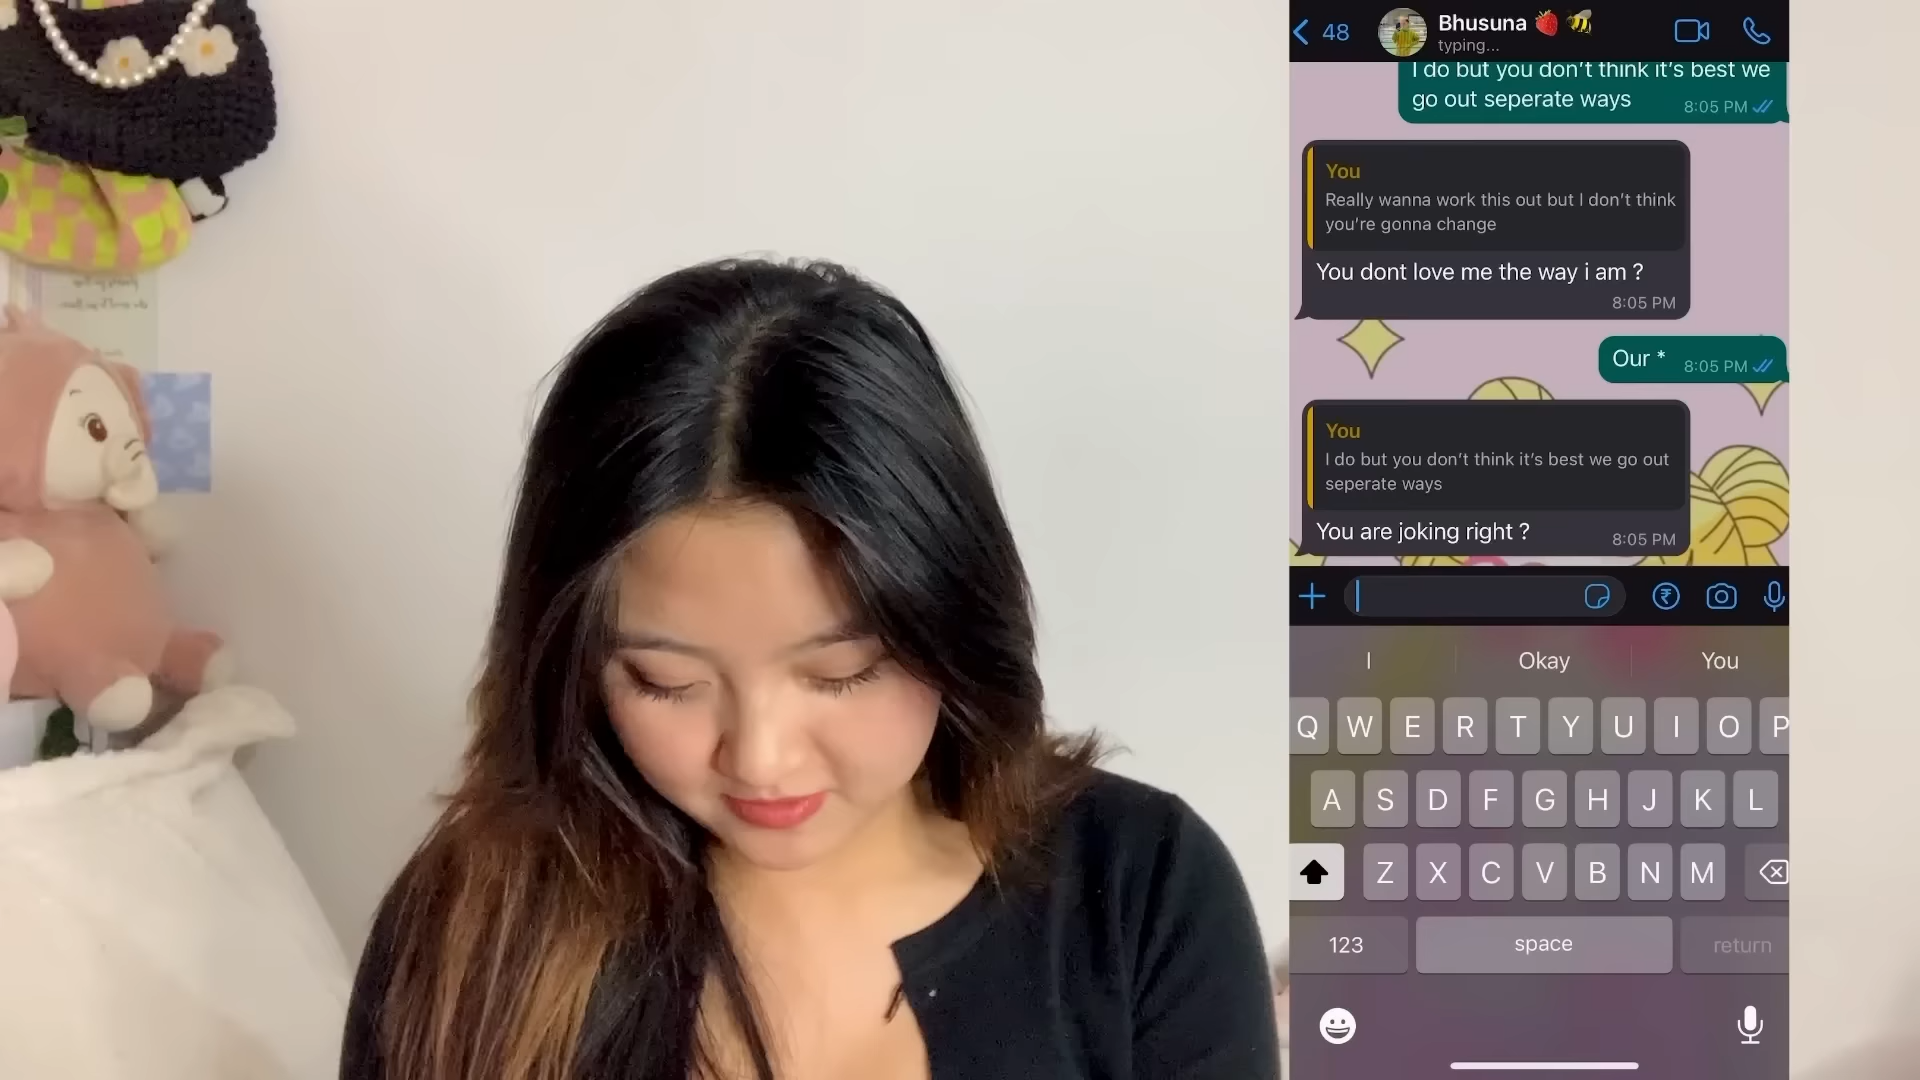 48
Bhusuna 🍓 🐝
typing...
I do but you don't think it's best we
go out seperate ways
8:05 PM
You
Really wanna work this out but I don't think
you're gonna change
You dont love me the way i am ?
8:05 PM
Our *
8:05 PM
You
I do but you don't think it's best we go out
seperate ways
You are joking right ?
8:05 PM
I Okay You
Q W E R T Y U I O P
A S D F G H J K L
Z X C V B N M
123 space return